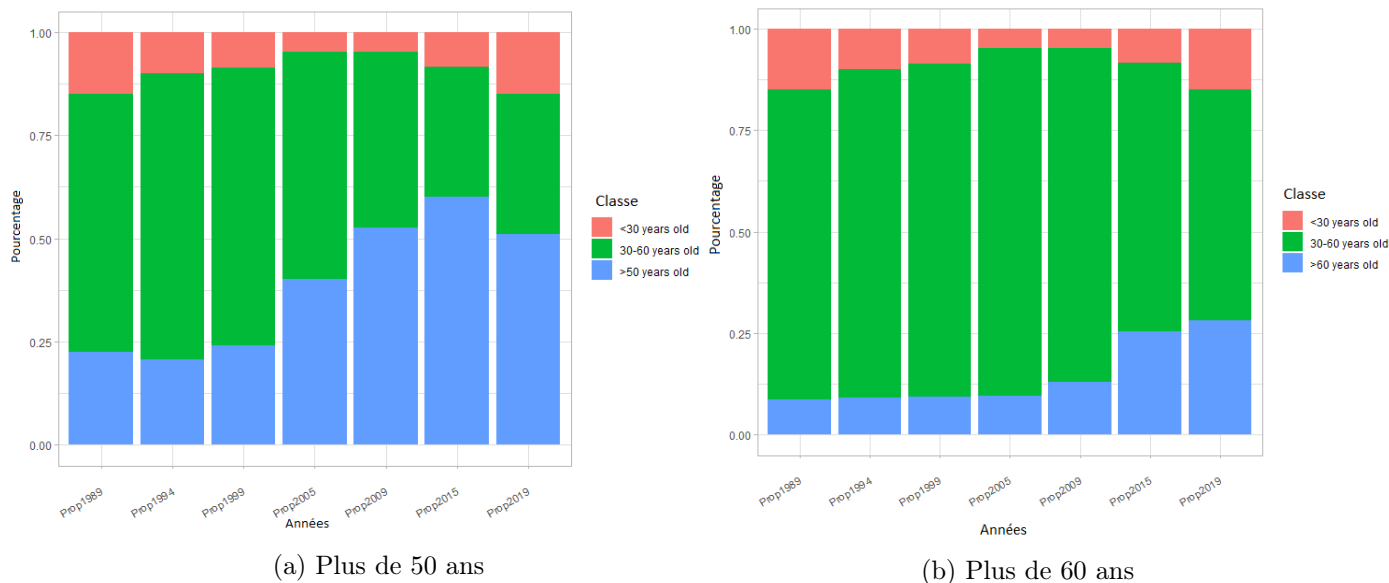 1.00
0.75
0.50
0.25
0.00
Pourcentage
Prop1989
Prop1994
Prop1999
Prop2005
Prop2009
Prop2015
Prop2019
Années
Classe
<30 years old
30-60 years old
>50 years old
(a) Plus de 50 ans
1.00
0.75
0.50
0.25
0.00
Pourcentage
Prop1989
Prop1994
Prop1999
Prop2005
Prop2009
Prop2015
Prop2019
Années
Classe
<30 years old
30-60 years old
>60 years old
(b) Plus de 60 ans